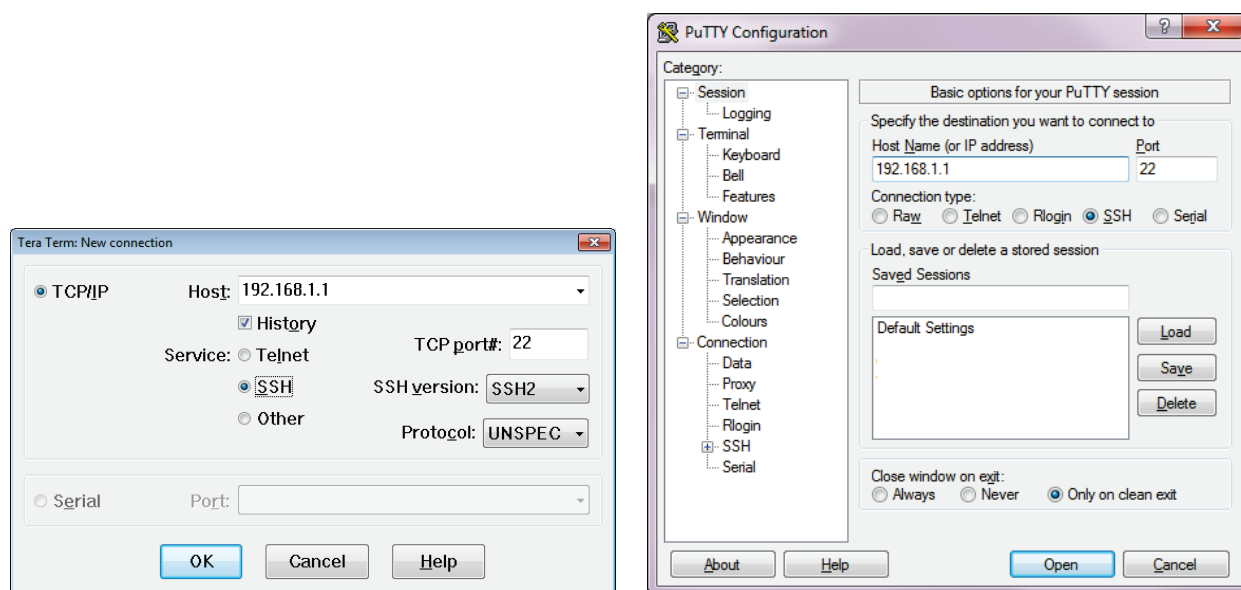 Tera Term: New connection
TCP/IP
Host: 192.168.1.1
History
Service: Telnet
TCP port#: 22
SSH
SSH version: SSH2
Other
Protocol: UNSPEC
Serial
Port:
OK Cancel Help
PuTTY Configuration
Category:
Session
Logging
Terminal
Keyboard
Bell
Features
Window
Appearance
Behaviour
Translation
Selection
Colours
Connection
Data
Proxy
Telnet
Rlogin
SSH
Serial
Basic options for your PuTTY session
Specify the destination you want to connect to
Host Name (or IP address) Port
192.168.1.1 22
Connection type:
Raw Telnet Rlogin SSH Serial
Load, save or delete a stored session
Saved Sessions
Default Settings
Load
Save
Delete
Close window on exit:
Always Never Only on clean exit
About Help Open Cancel